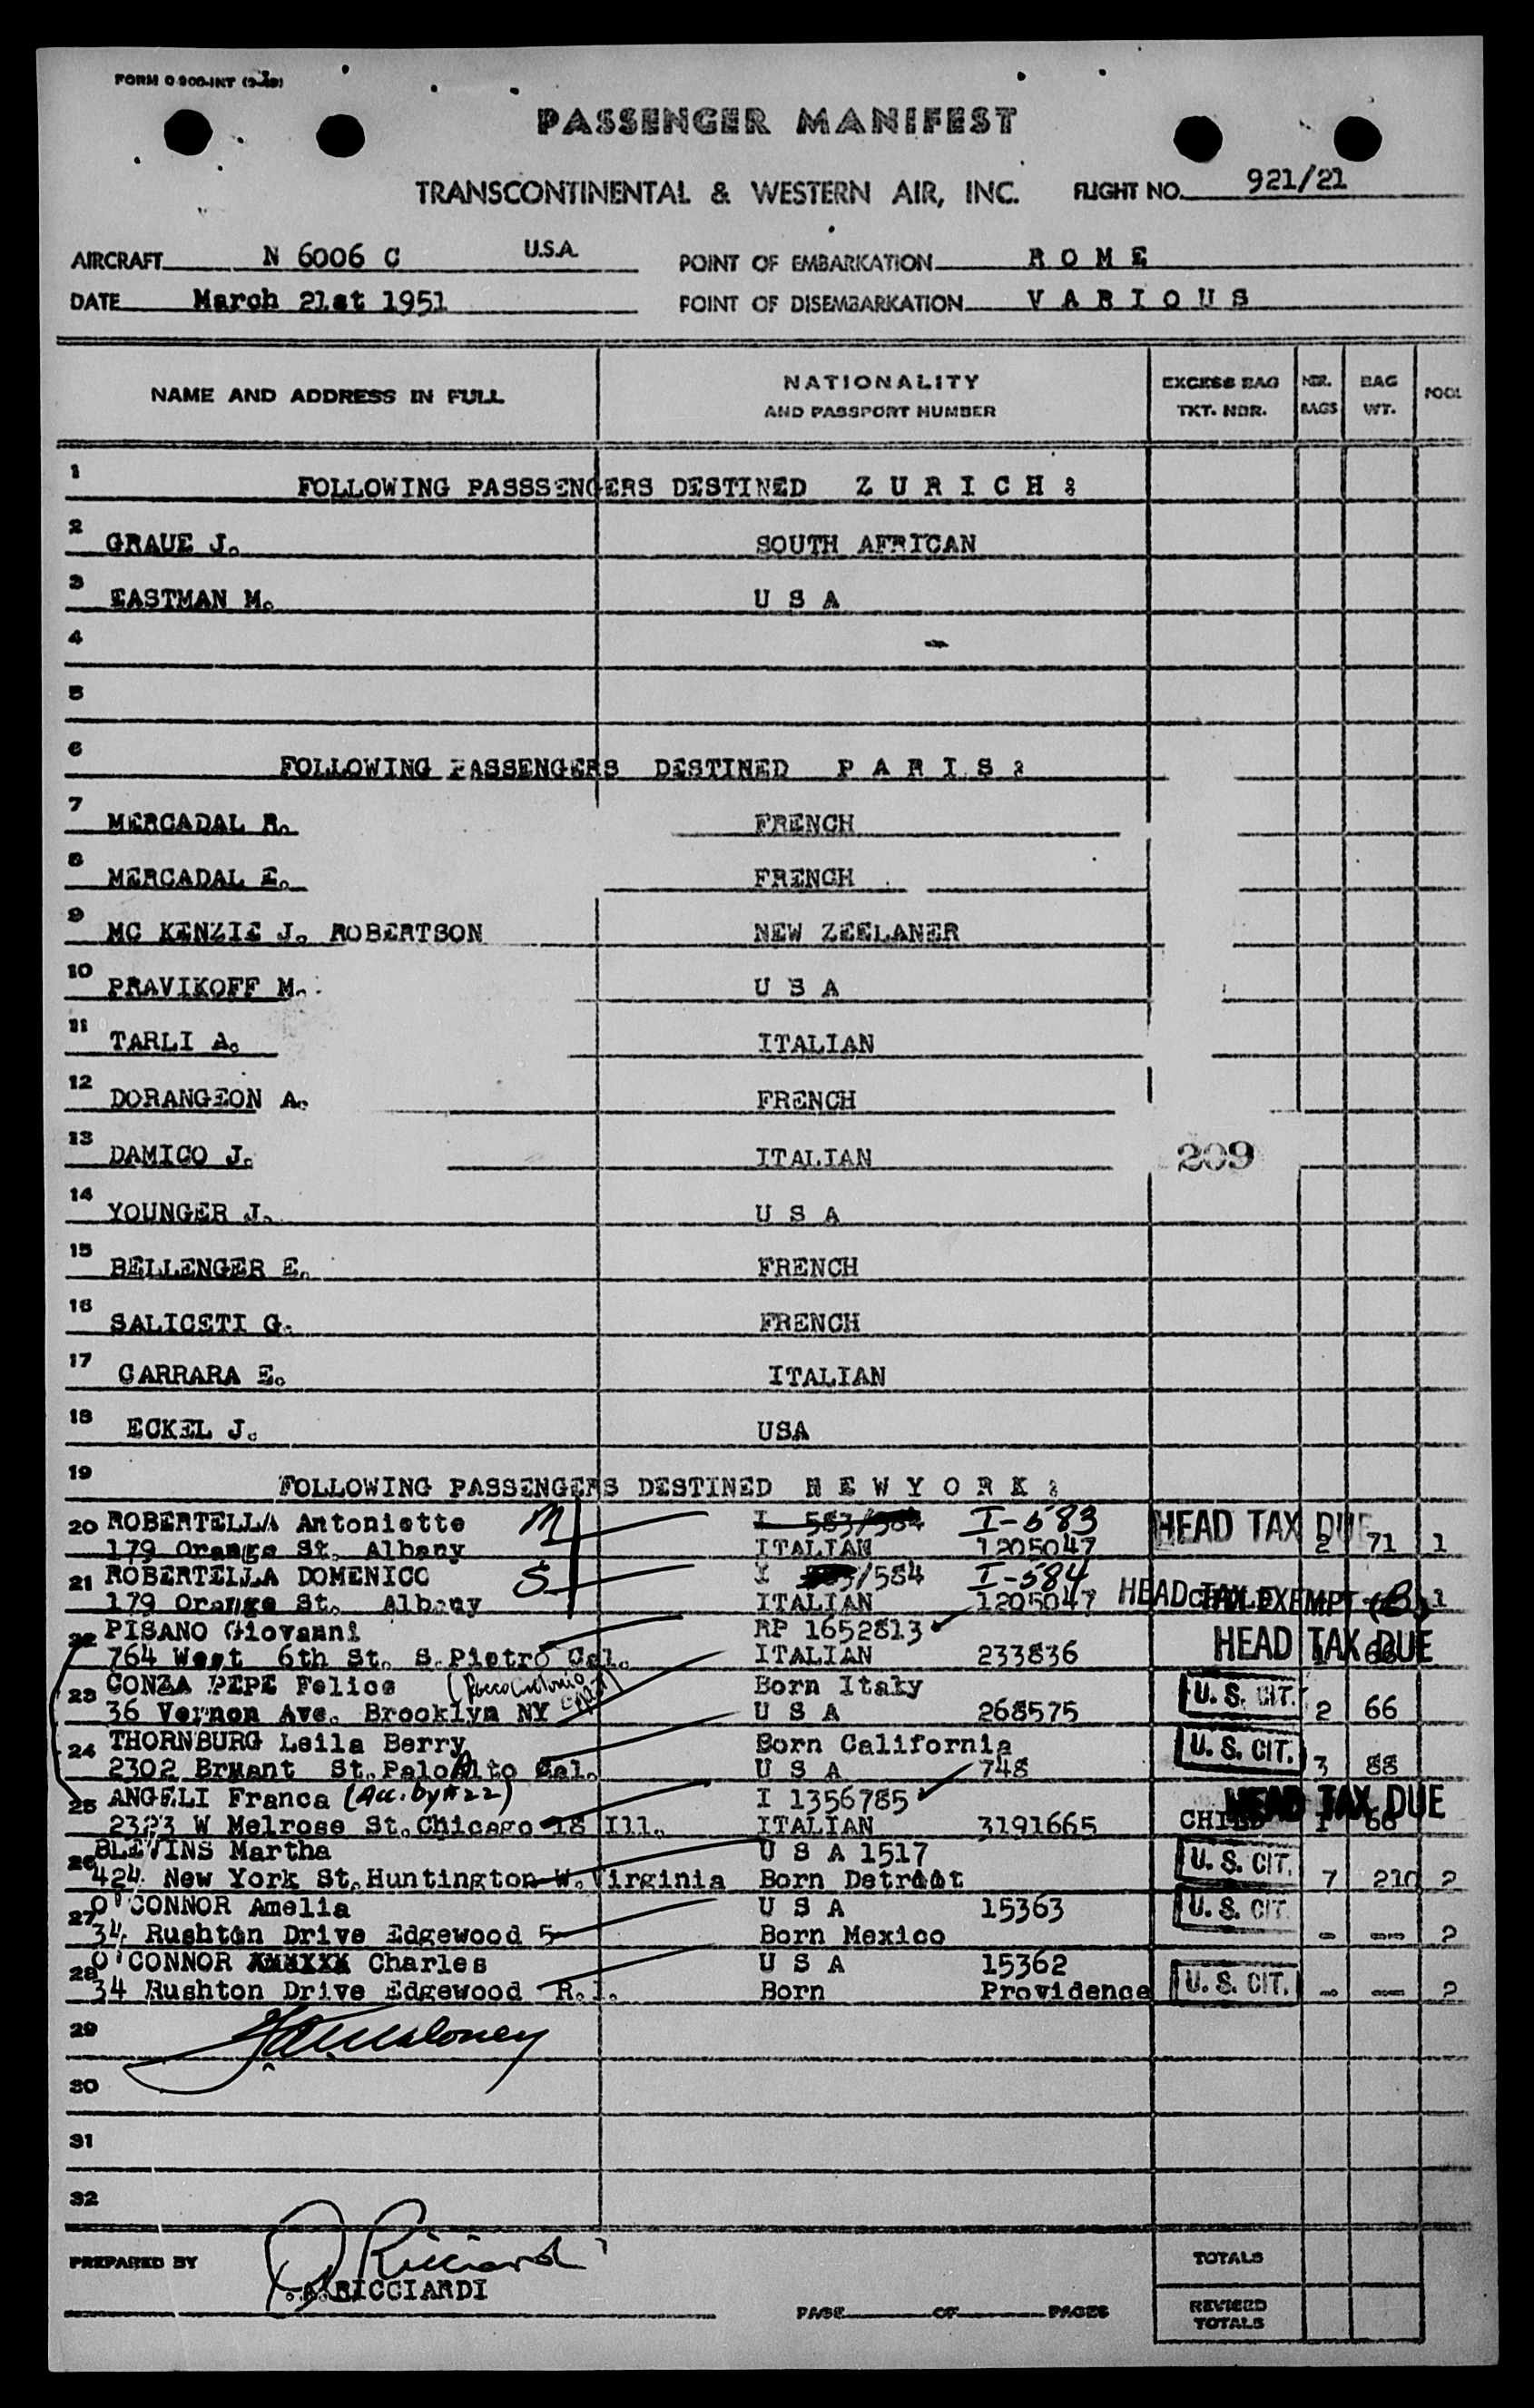 PASSENGER MANIFEST
TRANSCONTINENTAL & WESTERN AIR, INC. FLIGHT NO. 921/21
AIRCRAFT N 6006 C U.S.A. POINT OF EMBARKATION R O M E
DATE March 21st 1951 POINT OF DISEMBARKATION V A R I O U S
NAME AND ADDRESS IN FULL NATIONALITY AND PASSPORT NUMBER EXCESS BAG TKT. NBR. NBR. BAGS BAG WT. POOL
1 FOLLOWING PASSSENGERS DESTINED Z U R I C H :
2 GRAUE J. SOUTH AFRICAN
3 EASTMAN M. U S A
4
5
6 FOLLOWING PASSENGERS DESTINED P A R I S :
7 MERCADAL R. FRENCH
8 MERCADAL E. FRENCH
9 MC KENZIE J. ROBERTSON NEW ZEELANER
10 PRAVIKOFF M. U S A
11 TARLI A. ITALIAN
12 DORANGEON A. FRENCH
13 DAMICO J. ITALIAN 209
14 YOUNGER J. U S A
15 BELLENGER E. FRENCH
16 SALICETI G. FRENCH
17 CARRARA E. ITALIAN
18 ECKEL J. USA
19 FOLLOWING PASSENGERS DESTINED N E W Y O R K :
20 ROBERTELLA Antoniette M I 583/584 I-583 HEAD TAX DUE
179 Orange St. Albany ITALIAN 1205047 2 71 1
21 ROBERTELLA DOMENICO S I /584 I-584
179 Orange St. Albany ITALIAN 1205047 HEAD TAX EXEMPT (B) 1
22 PISANO Giovanni RP 1652813
764 West 6th St. S.Pietro Cal. ITALIAN 233836 HEAD TAX DUE
23 CONZA PEPE Felice Born Italy U. S. CIT.
36 Vernon Ave. Brooklyn NY U S A 268575 2 66
24 THORNBURG Leila Berry Born California U. S. CIT.
2302 Bryant St.Palo Alto Cal. U S A 748 3 88
25 ANGELI Franca (Acc. by #22) I 1356785 HEAD TAX DUE
2323 W Melrose St.Chicago 18 Ill. ITALIAN 3191665 CHILD 1 66
26 BLEVINS Martha U S A 1517 U. S. CIT.
424 New York St.Huntington W.Virginia Born Detroit 7 210 2
27 O'CONNOR Amelia U S A 15363 U. S. CIT.
34 Rushton Drive Edgewood 5 Born Mexico - -- 2
28 O'CONNOR Charles U S A 15362
34 Rushton Drive Edgewood R.I. Born Providence U. S. CIT. - -- 2
29
30
31
32
PREPARED BY RICCIARDI TOTALS
PAGE OF PAGES REVISED TOTALS